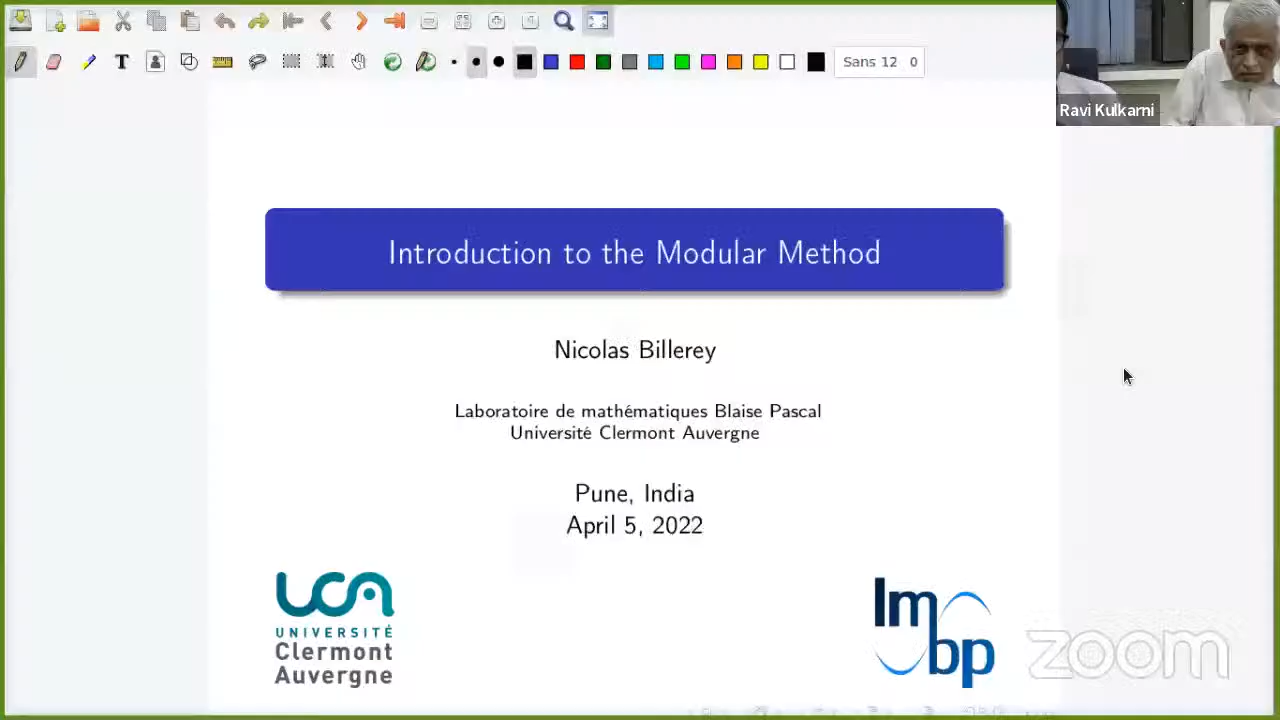 T
Sans 12 0
Ravi Kulkarni
Introduction to the Modular Method
Nicolas Billerey
Laboratoire de mathématiques Blaise Pascal
Université Clermont Auvergne
Pune, India
April 5, 2022
UCA
UNIVERSITÉ
Clermont
Auvergne
lm
bp
zoom